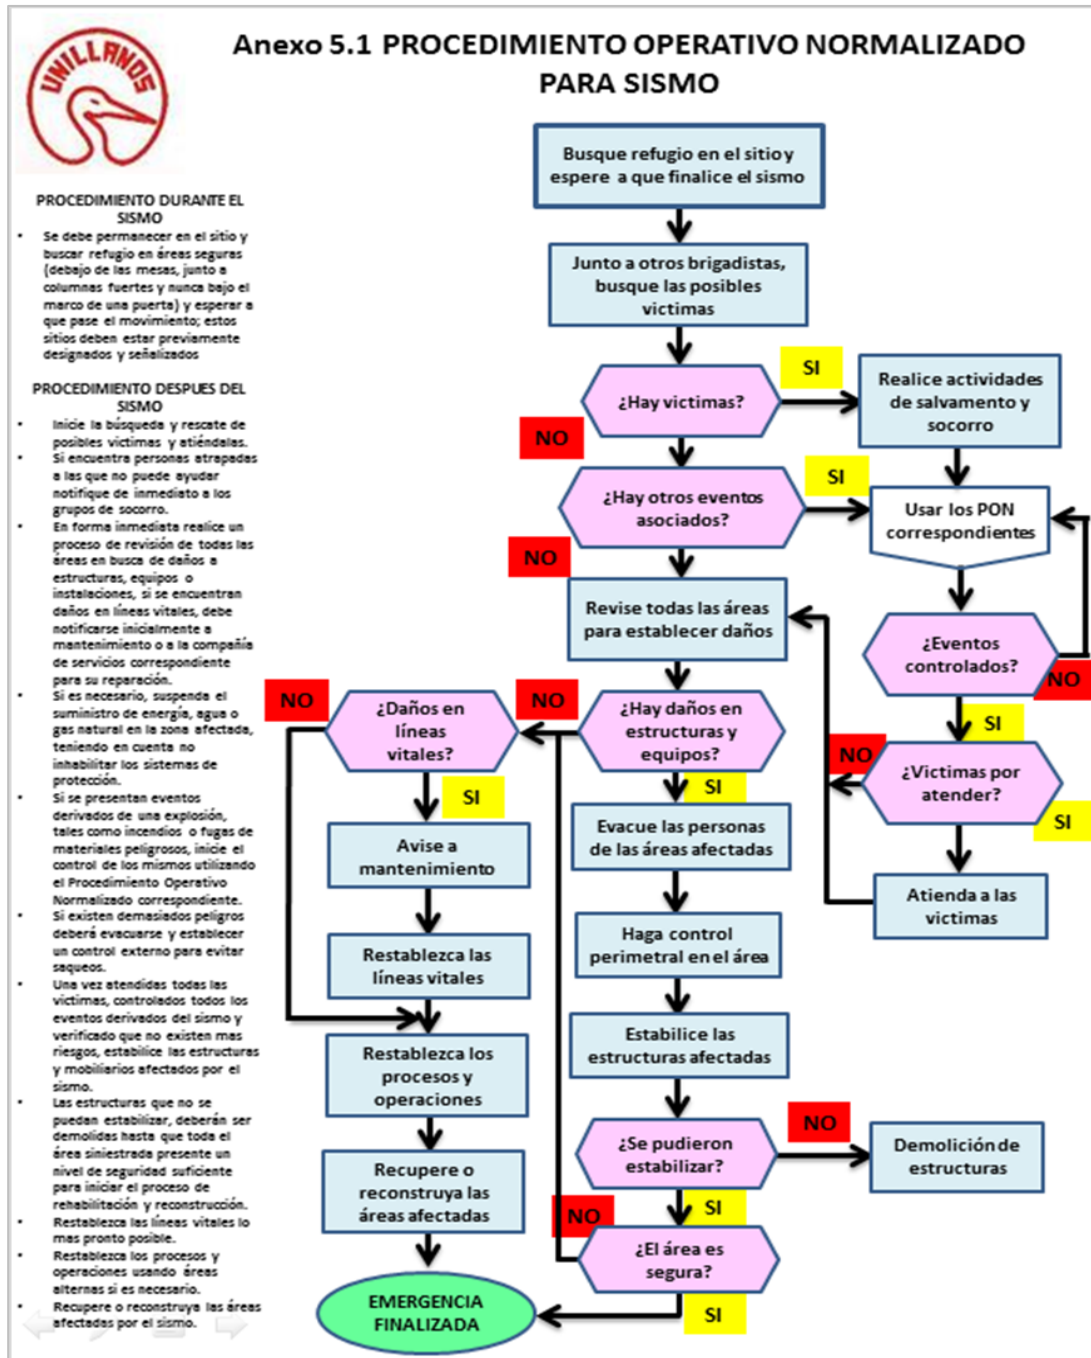 UNILLANOS
Anexo 5.1 PROCEDIMIENTO OPERATIVO NORMALIZADO
PARA SISMO
PROCEDIMIENTO DURANTE EL
SISMO
• Se debe permanecer en el sitio y
buscar refugio en áreas seguras
(debajo de las mesas, junto a
columnas fuertes y nunca bajo el
marco de una puerta) y esperar a
que pase el movimiento; estos
sitios deben estar previamente
designados y señalizados
PROCEDIMIENTO DESPUES DEL
SISMO
• Inicie la búsqueda y rescate de
posibles victimas y atiéndalas.
• Si encuentra personas atrapadas
a las que no puede ayudar
notifique de inmediato a los
grupos de socorro.
• En forma inmediata realice un
proceso de revisión de todas las
áreas en busca de daños a
estructuras, equipos o
instalaciones, si se encuentran
daños en líneas vitales, debe
notificarse inicialmente a
mantenimiento o a la compañía
de servicios correspondiente
para su reparación.
• Si es necesario, suspenda el
suministro de energía, agua o
gas natural en la zona afectada,
teniendo en cuenta no
inhabilitar los sistemas de
protección.
• Si se presentan eventos
derivados de una explosión,
tales como incendios o fugas de
materiales peligrosos, inicie el
control de los mismos utilizando
el Procedimiento Operativo
Normalizado correspondiente.
• Si existen demasiados peligros
deberá evacuarse y establecer
un control externo para evitar
saqueos.
• Una vez atendidas todas las
victimas, controlados todos los
eventos derivados del sismo y
verificado que no existen mas
riesgos, estabilice las estructuras
y mobiliarios afectados por el
sismo.
• Las estructuras que no se
puedan estabilizar, deberán ser
demolidas hasta que toda el
área siniestrada presente un
nivel de seguridad suficiente
para iniciar el proceso de
rehabilitación y reconstrucción.
• Restablezca las líneas vitales lo
mas pronto posible.
• Restablezca los procesos y
operaciones usando áreas
alternas si es necesario.
• Recupere o reconstruya las áreas
afectadas por el sismo.
Busque refugio en el sitio y
espere a que finalice el sismo
Junto a otros brigadistas,
busque las posibles
victimas
¿Hay victimas?
SI
Realice actividades
de salvamento y
socorro
NO
¿Hay otros eventos
asociados?
SI
Usar los PON
correspondientes
NO
Revise todas las áreas
para establecer daños
¿Eventos
controlados?
NO
SI
¿Victimas por
atender?
NO
SI
Atienda a las
victimas
¿Hay daños en
estructuras y
equipos?
NO
SI
¿Daños en
líneas
vitales?
NO
SI
Avise a
mantenimiento
Restablezca las
líneas vitales
Restablezca los
procesos y
operaciones
Recupere o
reconstruya las
áreas afectadas
Evacue las personas
de las áreas afectadas
Haga control
perimetral en el área
Estabilice las
estructuras afectadas
¿Se pudieron
estabilizar?
NO
Demolición de
estructuras
SI
¿El área es
segura?
NO
SI
EMERGENCIA
FINALIZADA